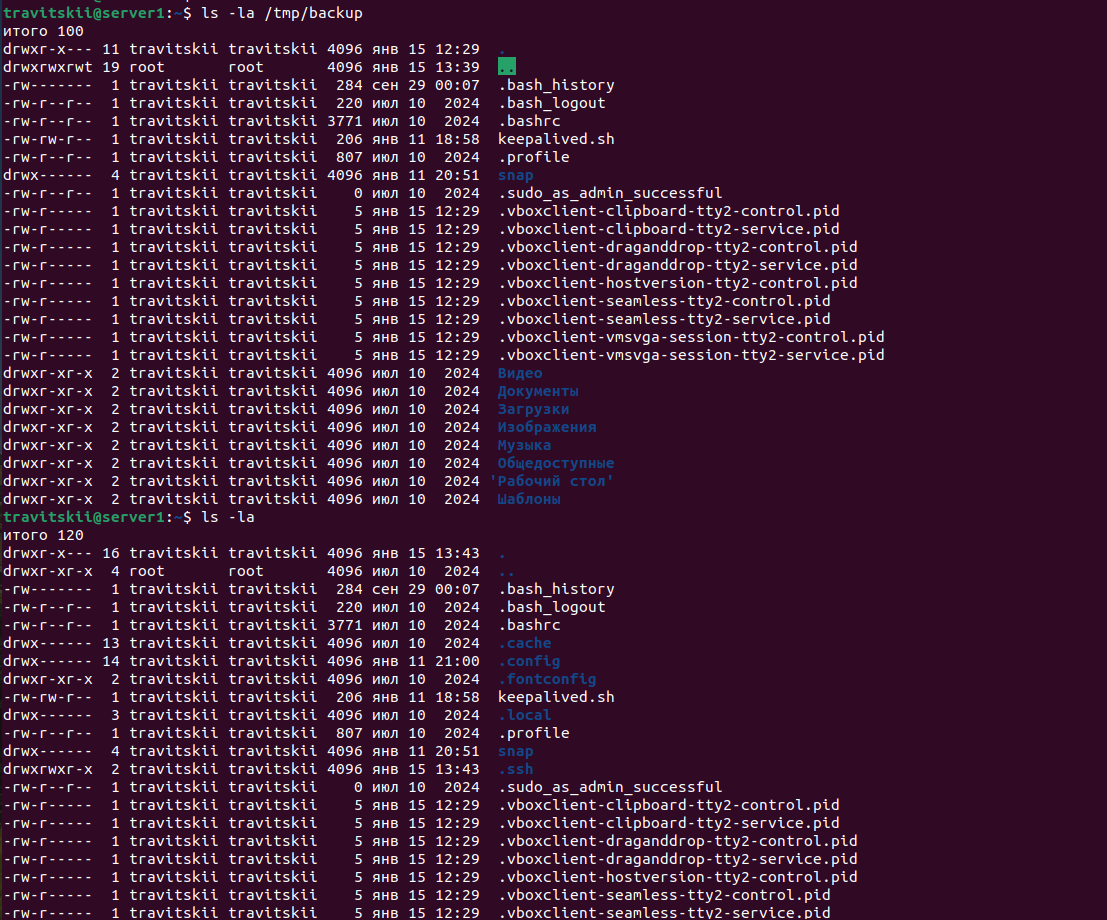 travitskii@server1:~$ ls -la /tmp/backup
итого 100
drwxr-x--- 11 travitskii travitskii 4096 янв 15 12:29  .
drwxrwxrwt 19 root       root       4096 янв 15 13:39  ..
-rw-------  1 travitskii travitskii  284 сен 29 00:07  .bash_history
-rw-r--r--  1 travitskii travitskii  220 июл 10  2024  .bash_logout
-rw-r--r--  1 travitskii travitskii 3771 июл 10  2024  .bashrc
-rw-rw-r--  1 travitskii travitskii  206 янв 11 18:58  keepalived.sh
-rw-r--r--  1 travitskii travitskii  807 июл 10  2024  .profile
drwx------  4 travitskii travitskii 4096 янв 11 20:51  snap
-rw-r--r--  1 travitskii travitskii    0 июл 10  2024  .sudo_as_admin_successful
-rw-r-----  1 travitskii travitskii    5 янв 15 12:29  .vboxclient-clipboard-tty2-control.pid
-rw-r-----  1 travitskii travitskii    5 янв 15 12:29  .vboxclient-clipboard-tty2-service.pid
-rw-r-----  1 travitskii travitskii    5 янв 15 12:29  .vboxclient-draganddrop-tty2-control.pid
-rw-r-----  1 travitskii travitskii    5 янв 15 12:29  .vboxclient-draganddrop-tty2-service.pid
-rw-r-----  1 travitskii travitskii    5 янв 15 12:29  .vboxclient-hostversion-tty2-control.pid
-rw-r-----  1 travitskii travitskii    5 янв 15 12:29  .vboxclient-seamless-tty2-control.pid
-rw-r-----  1 travitskii travitskii    5 янв 15 12:29  .vboxclient-seamless-tty2-service.pid
-rw-r-----  1 travitskii travitskii    5 янв 15 12:29  .vboxclient-vmsvga-session-tty2-control.pid
-rw-r-----  1 travitskii travitskii    5 янв 15 12:29  .vboxclient-vmsvga-session-tty2-service.pid
drwxr-xr-x  2 travitskii travitskii 4096 июл 10  2024  Видео
drwxr-xr-x  2 travitskii travitskii 4096 июл 10  2024  Документы
drwxr-xr-x  2 travitskii travitskii 4096 июл 10  2024  Загрузки
drwxr-xr-x  2 travitskii travitskii 4096 июл 10  2024  Изображения
drwxr-xr-x  2 travitskii travitskii 4096 июл 10  2024  Музыка
drwxr-xr-x  2 travitskii travitskii 4096 июл 10  2024  Общедоступные
drwxr-xr-x  2 travitskii travitskii 4096 июл 10  2024 'Рабочий стол'
drwxr-xr-x  2 travitskii travitskii 4096 июл 10  2024  Шаблоны
travitskii@server1:~$ ls -la
итого 120
drwxr-x--- 16 travitskii travitskii 4096 янв 15 13:43  .
drwxr-xr-x  4 root       root       4096 июл 10  2024  ..
-rw-------  1 travitskii travitskii  284 сен 29 00:07  .bash_history
-rw-r--r--  1 travitskii travitskii  220 июл 10  2024  .bash_logout
-rw-r--r--  1 travitskii travitskii 3771 июл 10  2024  .bashrc
drwx------ 13 travitskii travitskii 4096 июл 10  2024  .cache
drwx------ 14 travitskii travitskii 4096 янв 11 21:00  .config
drwxr-xr-x  2 travitskii travitskii 4096 июл 10  2024  .fontconfig
-rw-rw-r--  1 travitskii travitskii  206 янв 11 18:58  keepalived.sh
drwx------  3 travitskii travitskii 4096 июл 10  2024  .local
-rw-r--r--  1 travitskii travitskii  807 июл 10  2024  .profile
drwx------  4 travitskii travitskii 4096 янв 11 20:51  snap
drwxrwxr-x  2 travitskii travitskii 4096 янв 15 13:43  .ssh
-rw-r--r--  1 travitskii travitskii    0 июл 10  2024  .sudo_as_admin_successful
-rw-r-----  1 travitskii travitskii    5 янв 15 12:29  .vboxclient-clipboard-tty2-control.pid
-rw-r-----  1 travitskii travitskii    5 янв 15 12:29  .vboxclient-clipboard-tty2-service.pid
-rw-r-----  1 travitskii travitskii    5 янв 15 12:29  .vboxclient-draganddrop-tty2-control.pid
-rw-r-----  1 travitskii travitskii    5 янв 15 12:29  .vboxclient-draganddrop-tty2-service.pid
-rw-r-----  1 travitskii travitskii    5 янв 15 12:29  .vboxclient-hostversion-tty2-control.pid
-rw-r-----  1 travitskii travitskii    5 янв 15 12:29  .vboxclient-seamless-tty2-control.pid
-rw-r-----  1 travitskii travitskii    5 янв 15 12:29  .vboxclient-seamless-tty2-service.pid